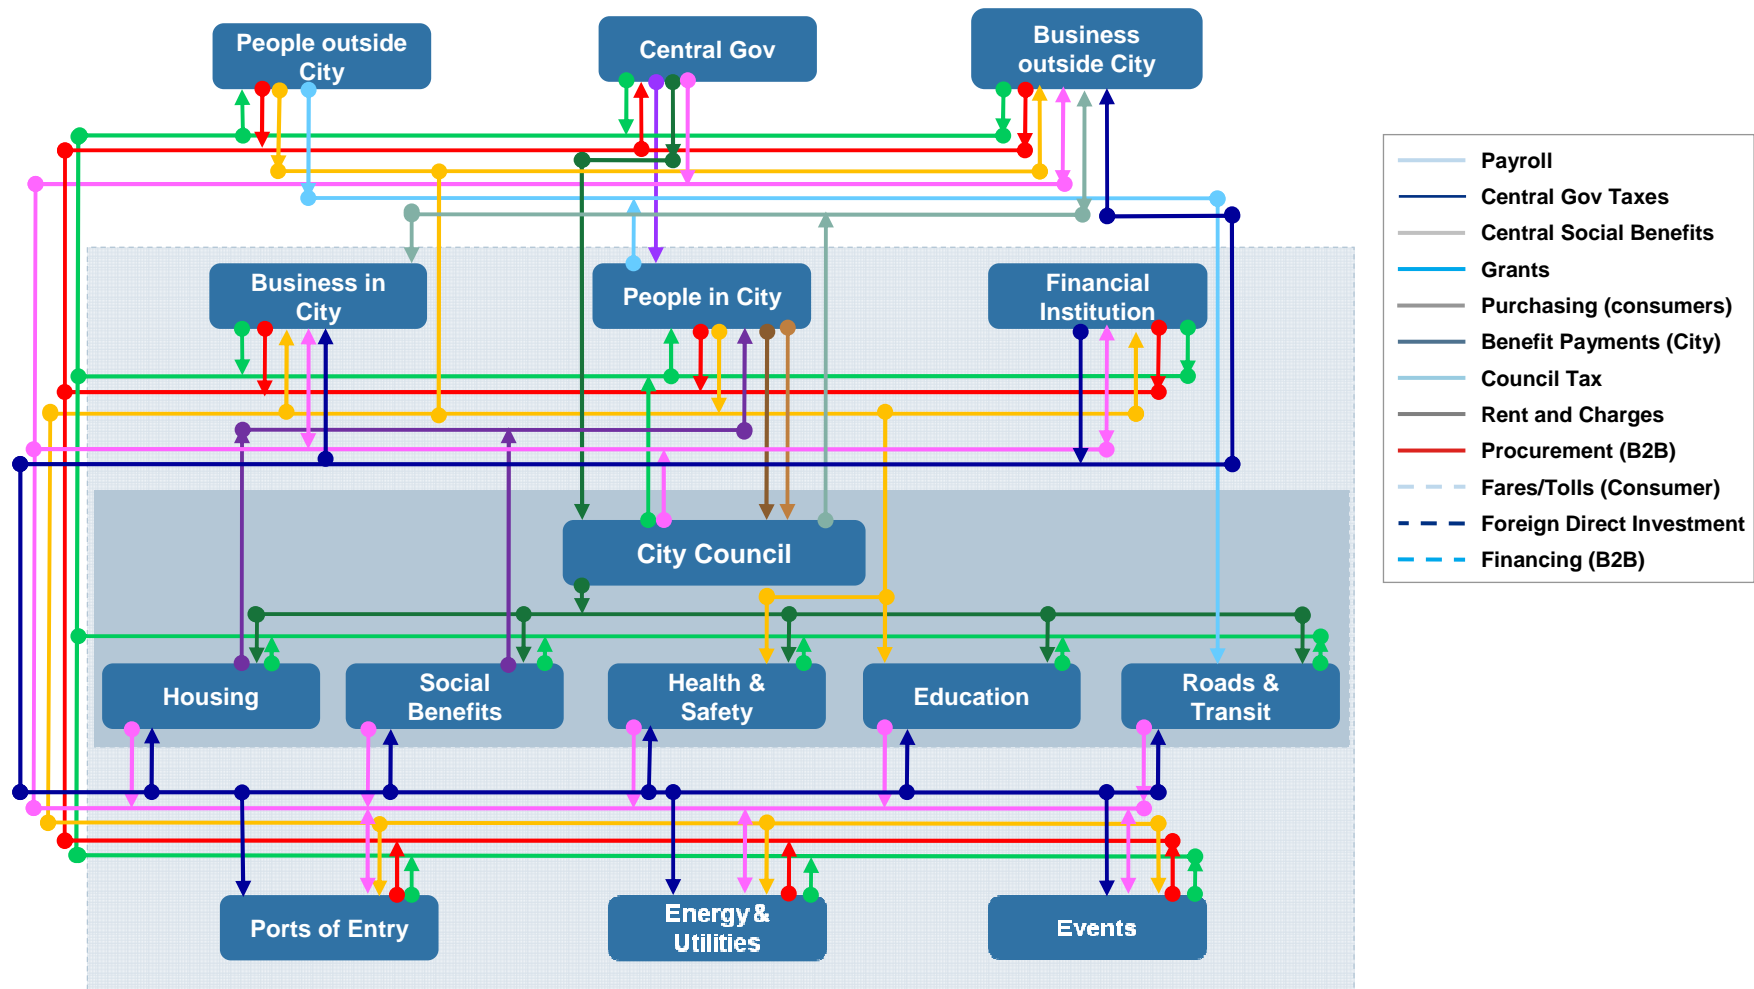 People outside
City
Central Gov
Business
outside City
Business in
City
People in City
Financial
Institution
City Council
Housing
Social
Benefits
Health &
Safety
Education
Roads &
Transit
Ports of Entry
Energy&
Utilities
Events
Payroll
Central Gov Taxes
Central Social Benefits
Grants
Purchasing (consumers)
Benefit Payments (City)
Council Tax
Rent and Charges
Procurement (B2B)
Fares/Tolls (Consumer)
Foreign Direct Investment
Financing (B2B)